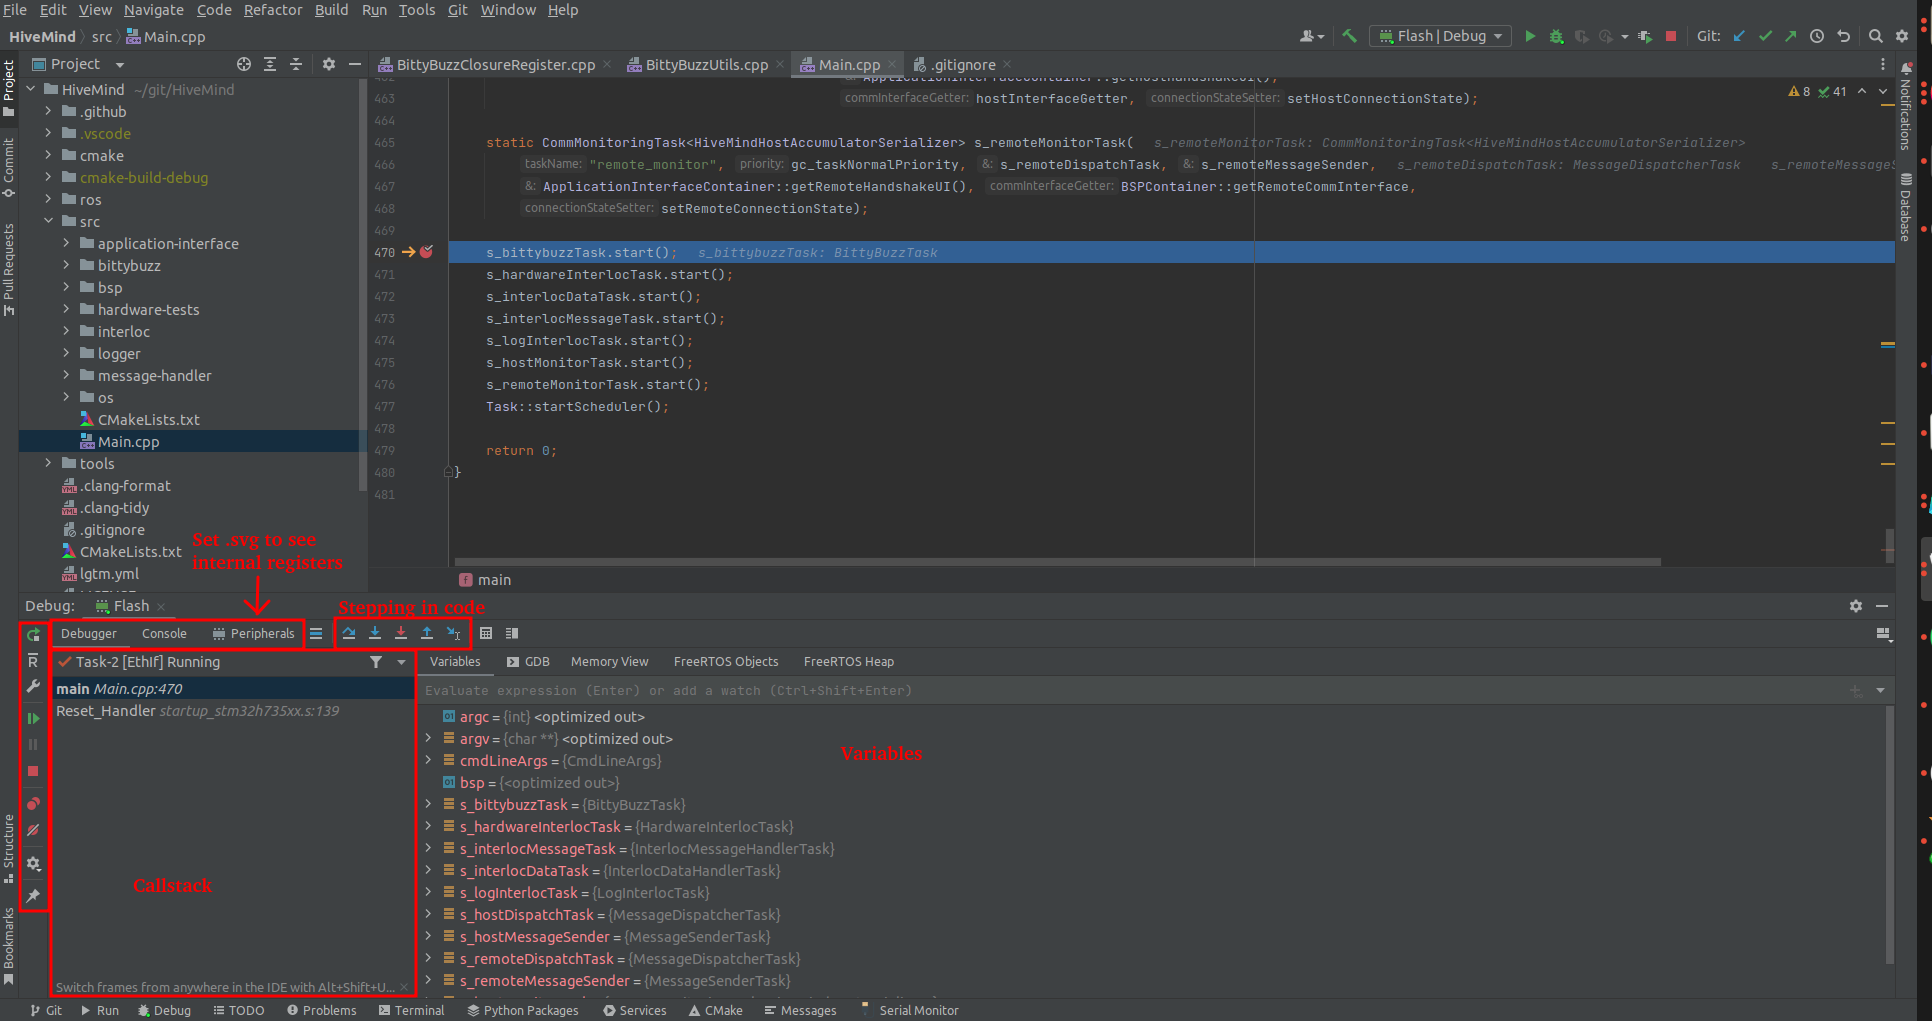 File Edit View Navigate Code Refactor Build Run Tools Git Window Help
HiveMind src Main.cpp
Flash | Debug Git:
Project
BittyBuzzClosureRegister.cpp BittyBuzzUtils.cpp Main.cpp .gitignore
HiveMind ~/git/HiveMind
.github
.vscode
cmake
cmake-build-debug
ros
src
application-interface
bittybuzz
bsp
hardware-tests
interloc
logger
message-handler
os
CMakeLists.txt
Main.cpp
tools
.clang-format
.clang-tidy
.gitignore
CMakeLists.txt
lgtm.yml
Project
Commit
Pull Requests
Structure
Bookmarks
Notifications
Database
8 41
463 commInterfaceGetter: hostInterfaceGetter, connectionStateSetter: setHostConnectionState);
464
465 static CommMonitoringTask<HiveMindHostAccumulatorSerializer> s_remoteMonitorTask( s_remoteMonitorTask: CommMonitoringTask<HiveMindHostAccumulatorSerializer>
466 taskName: "remote_monitor", priority: gc_taskNormalPriority, &: s_remoteDispatchTask, &: s_remoteMessageSender, s_remoteDispatchTask: MessageDispatcherTask s_remoteMessageS
467 &: ApplicationInterfaceContainer::getRemoteHandshakeUI(), commInterfaceGetter: BSPContainer::getRemoteCommInterface,
468 connectionStateSetter: setRemoteConnectionState);
469
470 s_bittybuzzTask.start(); s_bittybuzzTask: BittyBuzzTask
471 s_hardwareInterlocTask.start();
472 s_interlocDataTask.start();
473 s_interlocMessageTask.start();
474 s_logInterlocTask.start();
475 s_hostMonitorTask.start();
476 s_remoteMonitorTask.start();
477 Task::startScheduler();
478
479 return 0;
480 }
481
f main
Set .svg to see
internal registers
Debug: Flash
Stepping in code
Debugger Console Peripherals
Task-2 [EthIf] Running
main Main.cpp:470
Reset_Handler startup_stm32h735xx.s:139
Callstack
Switch frames from anywhere in the IDE with Alt+Shift+U...
Variables GDB Memory View FreeRTOS Objects FreeRTOS Heap
Evaluate expression (Enter) or add a watch (Ctrl+Shift+Enter)
argc = {int} <optimized out>
argv = {char **} <optimized out>
cmdLineArgs = {CmdLineArgs}
bsp = {<optimized out>}
s_bittybuzzTask = {BittyBuzzTask}
s_hardwareInterlocTask = {HardwareInterlocTask}
s_interlocMessageTask = {InterlocMessageHandlerTask}
s_interlocDataTask = {InterlocDataHandlerTask}
s_logInterlocTask = {LogInterlocTask}
s_hostDispatchTask = {MessageDispatcherTask}
s_hostMessageSender = {MessageSenderTask}
s_remoteDispatchTask = {MessageDispatcherTask}
s_remoteMessageSender = {MessageSenderTask}
Variables
Git Run Debug TODO Problems Terminal Python Packages Services CMake Messages Serial Monitor